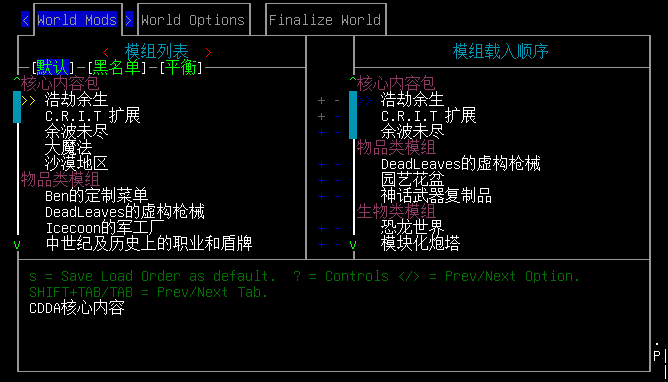 < World Mods > World Options Finalize World
< 模组列表 > 模组载入顺序
[默认]-[黑名单]-[平衡]
^核心内容包 ^核心内容包
>> 浩劫余生 + - >> 浩劫余生
C.R.I.T 扩展 + - C.R.I.T 扩展
余波未尽 + - 余波未尽
大魔法 物品类模组
沙漠地区 + - DeadLeaves的虚构枪械
物品类模组 + - 园艺花盆
Ben的定制菜单 + - 神话武器复制品
DeadLeaves的虚构枪械 生物类模组
Icecoon的军工厂 + - 恐龙世界
v 中世纪及历史上的职业和盾牌 + - v 模块化炮塔
s = Save Load Order as default. ? = Controls </> = Prev/Next Option.
SHIFT+TAB/TAB = Prev/Next Tab.
CDDA核心内容
.
P|